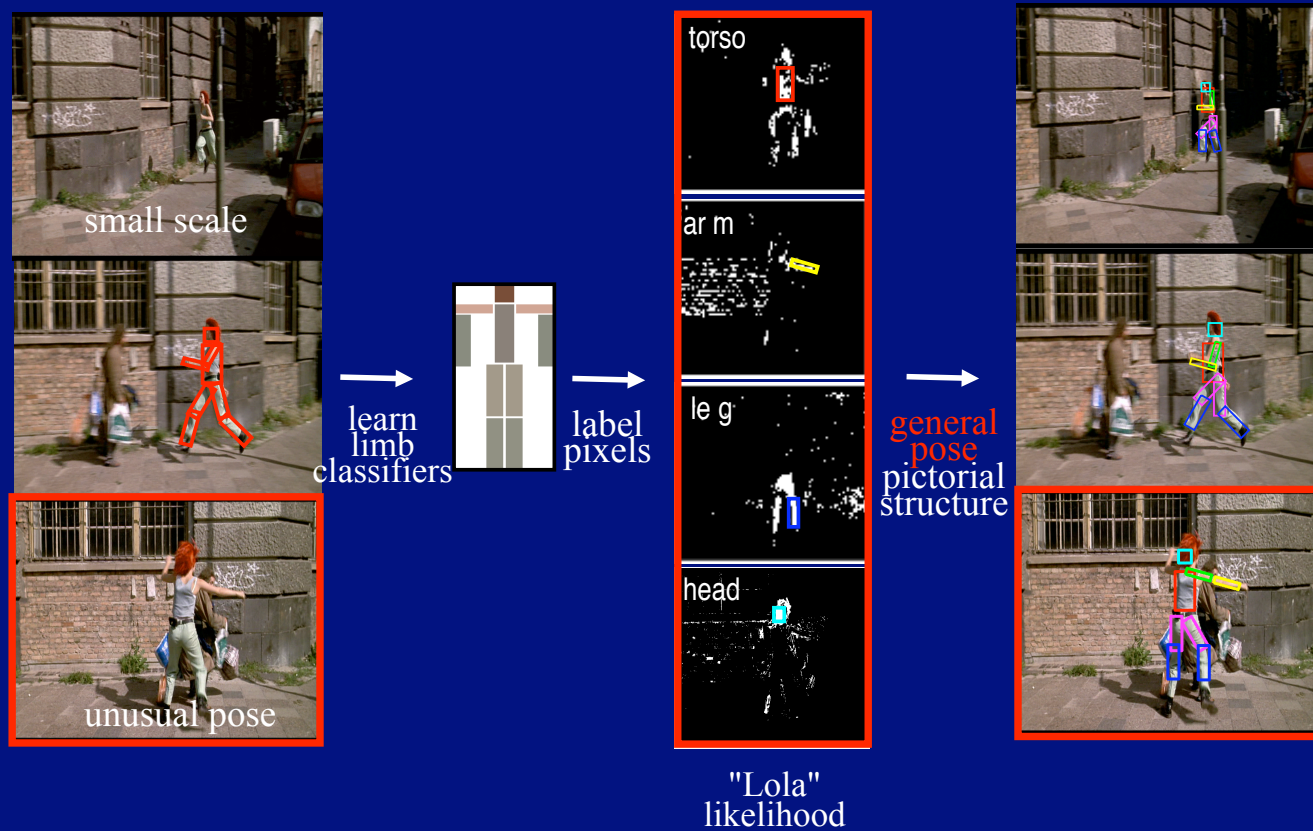 small scale
unusual pose
learn
limb
classifiers
label
pixels
torso
ar m
le g
head
"Lola"
likelihood
general
pose
pictorial
structure